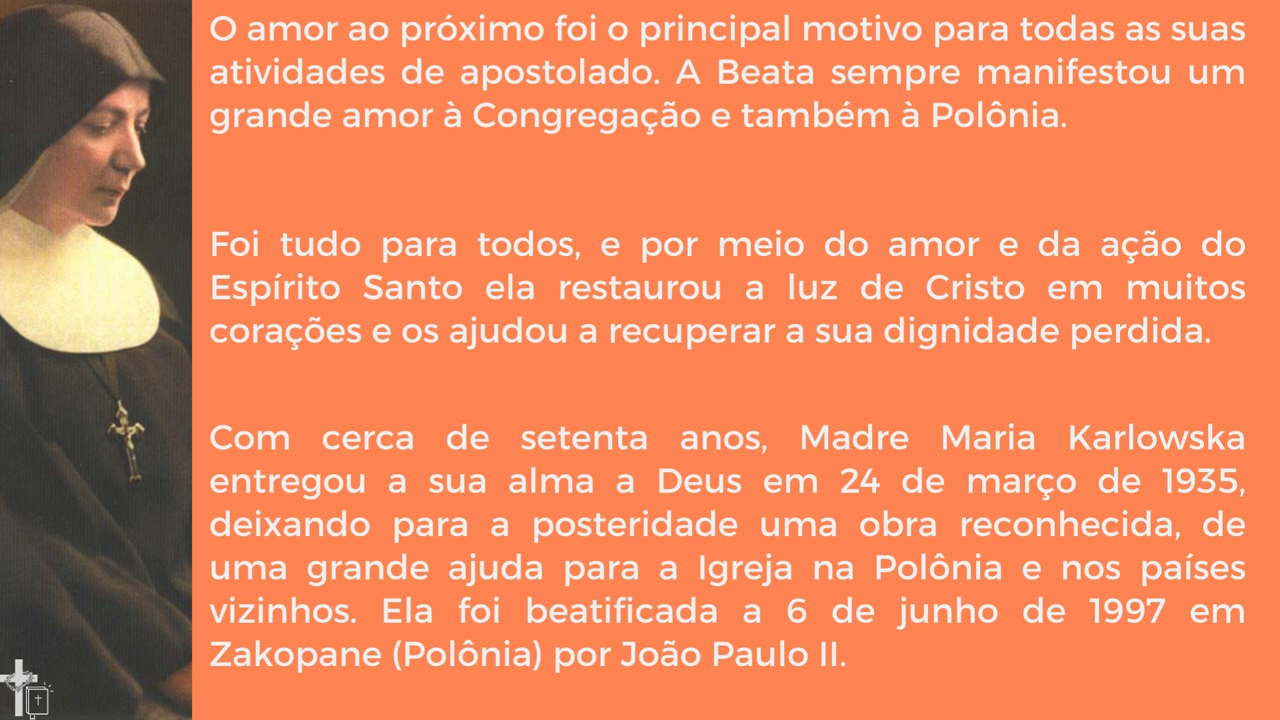 O amor ao próximo foi o principal motivo para todas as suas
atividades de apostolado. A Beata sempre manifestou um
grande amor à Congregação e também à Polônia.
Foi tudo para todos, e por meio do amor e da ação do
Espírito Santo ela restaurou a luz de Cristo em muitos
corações e os ajudou a recuperar a sua dignidade perdida.
Com cerca de setenta anos, Madre Maria Karlowska
entregou a sua alma a Deus em 24 de março de 1935,
deixando para a posteridade uma obra reconhecida, de
uma grande ajuda para a Igreja na Polônia e nos países
vizinhos. Ela foi beatificada a 6 de junho de 1997 em
Zakopane (Polônia) por João Paulo II.